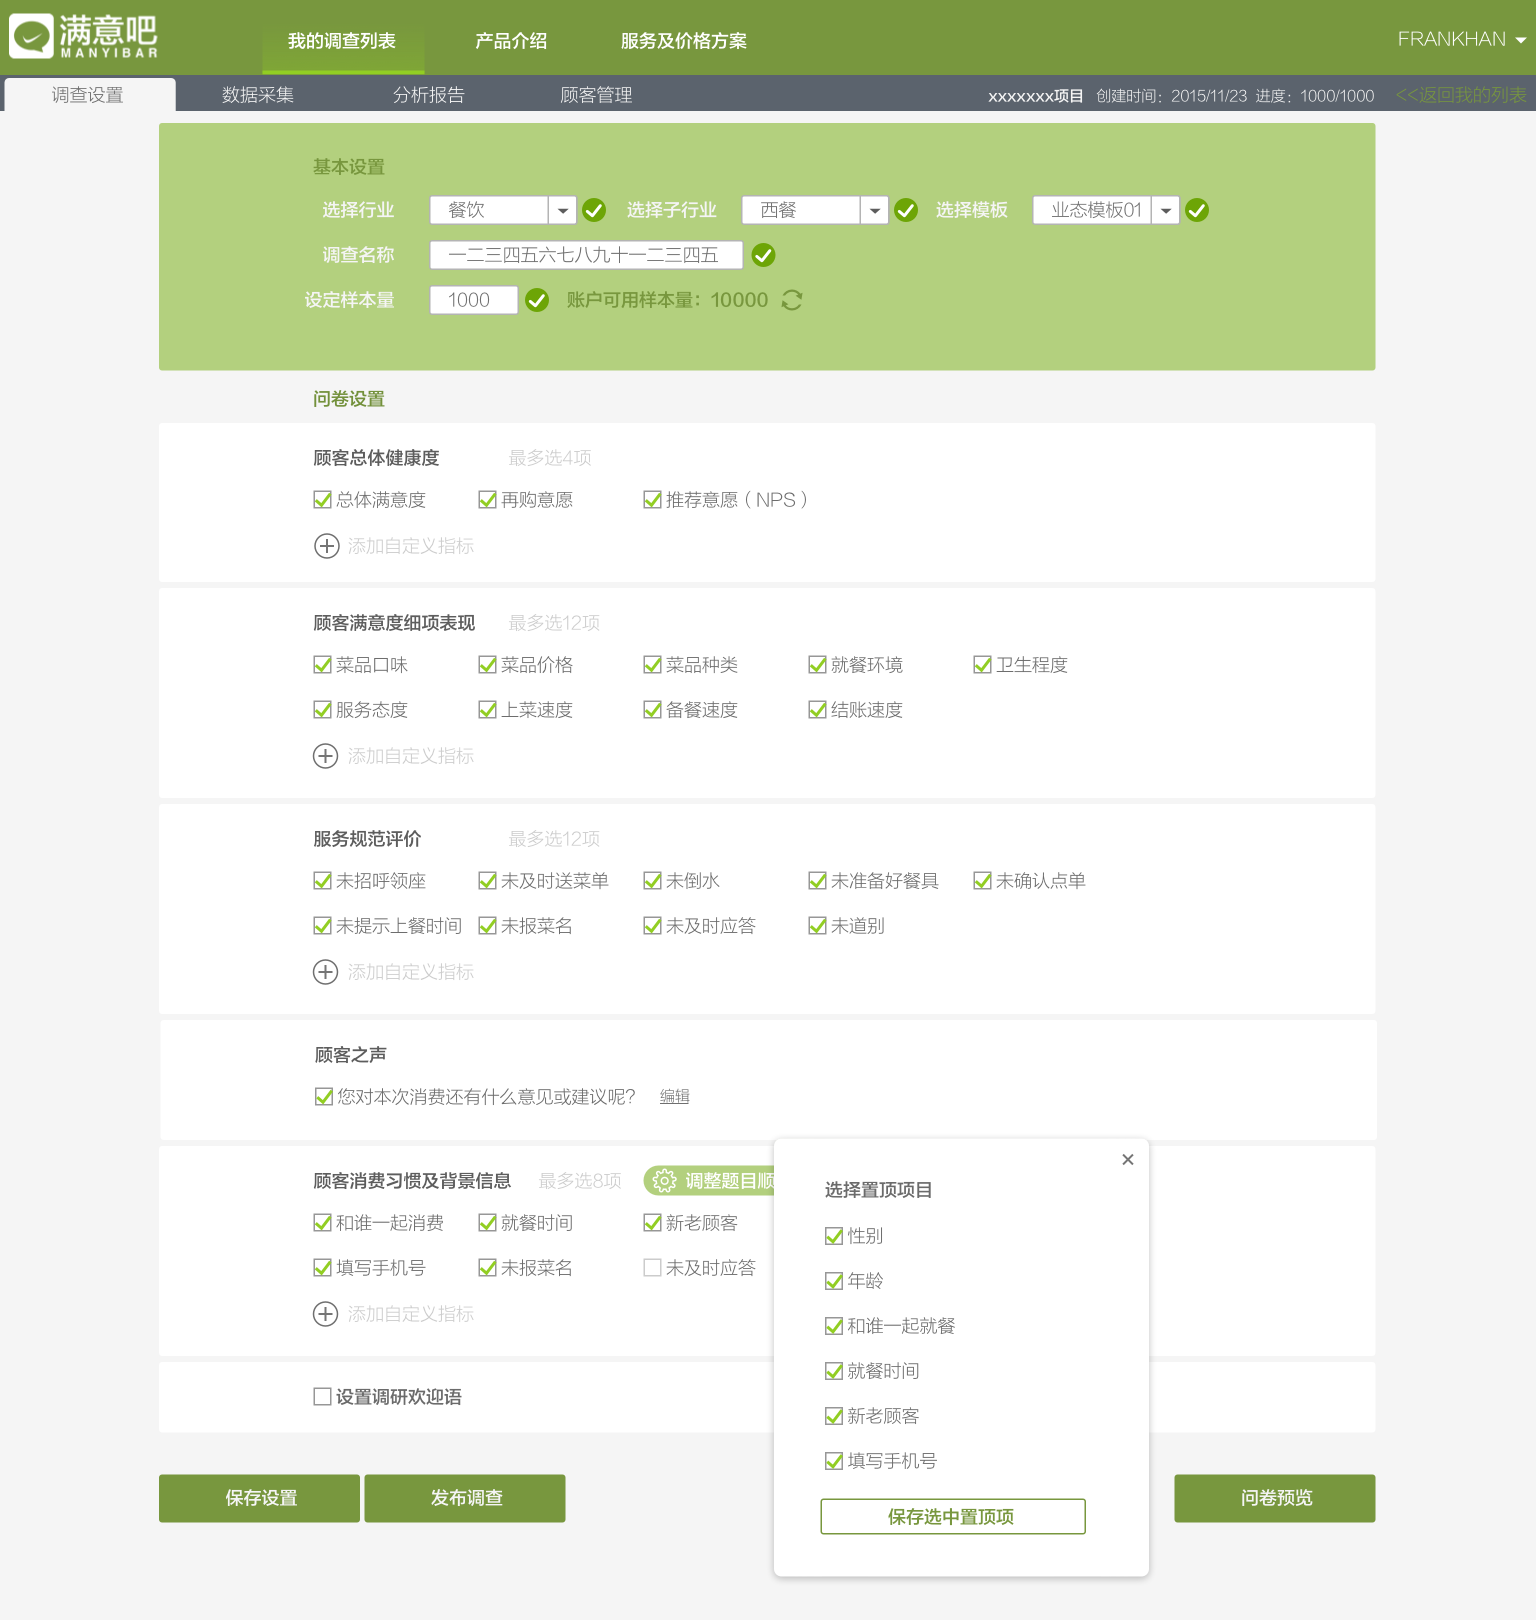 满意吧
MANYIBAR
我的调查列表 产品介绍 服务及价格方案 FRANKHAN
调查设置 数据采集 分析报告 顾客管理 xxxxxxx项目 创建时间：2015/11/23 进度：1000/1000 <<返回我的列表
基本设置
选择行业 餐饮 选择子行业 西餐 选择模板 业态模板01
调查名称 一二三四五六七八九十一二三四五
设定样本量 1000 账户可用样本量：10000
问卷设置
顾客总体健康度 最多选4项
总体满意度 再购意愿 推荐意愿（NPS）
添加自定义指标
顾客满意度细项表现 最多选12项
菜品口味 菜品价格 菜品种类 就餐环境 卫生程度
服务态度 上菜速度 备餐速度 结账速度
添加自定义指标
服务规范评价 最多选12项
未招呼领座 未及时送菜单 未倒水 未准备好餐具 未确认点单
未提示上餐时间 未报菜名 未及时应答 未道别
添加自定义指标
顾客之声
您对本次消费还有什么意见或建议呢？ 编辑
顾客消费习惯及背景信息 最多选8项 调整题目顺
和谁一起消费 就餐时间 新老顾客
填写手机号 未报菜名 未及时应答
添加自定义指标
设置调研欢迎语
选择置顶项目
性别
年龄
和谁一起就餐
就餐时间
新老顾客
填写手机号
保存选中置顶项
保存设置 发布调查 问卷预览